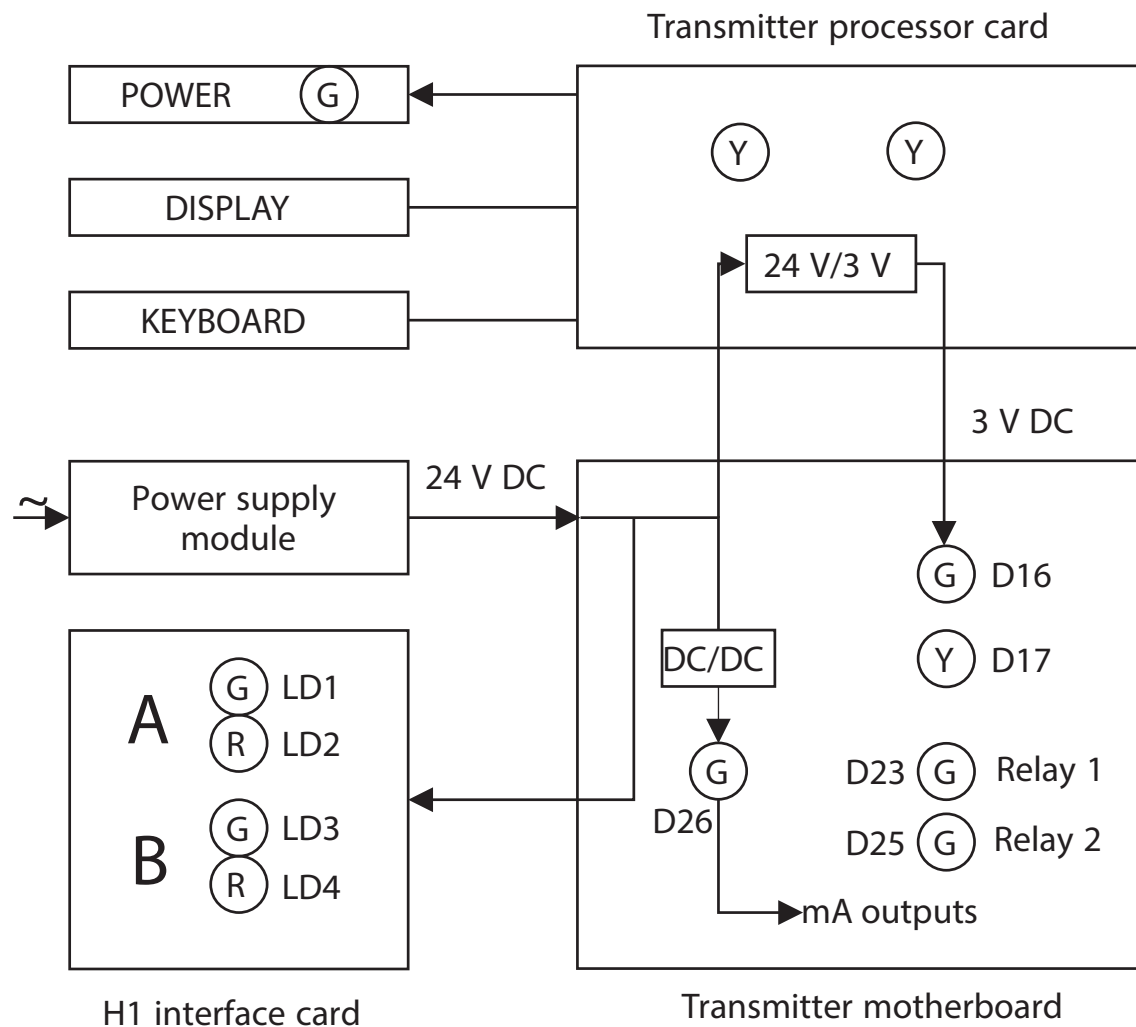 Transmitter processor card
POWER G
Y Y
DISPLAY
24 V/3 V
KEYBOARD
3 V DC
24 V DC
~
Power supply
module
G D16
DC/DC
Y D17
A
G LD1
R LD2
B
G LD3
R LD4
G
D26
D23 G Relay 1
D25 G Relay 2
mA outputs
H1 interface card
Transmitter motherboard